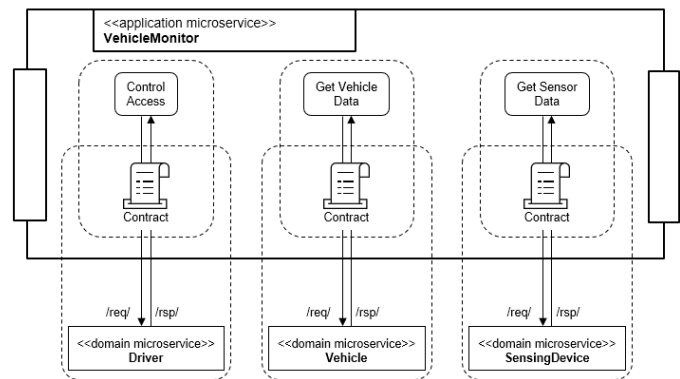 <<application microservice>>
VehicleMonitor
Control
Access
Get Vehicle
Data
Get Sensor
Data
Contract
Contract
Contract
/req/ /rsp/
/req/ /rsp/
/req/ /rsp/
<<domain microservice>>
Driver
<<domain microservice>>
Vehicle
<<domain microservice>>
SensingDevice